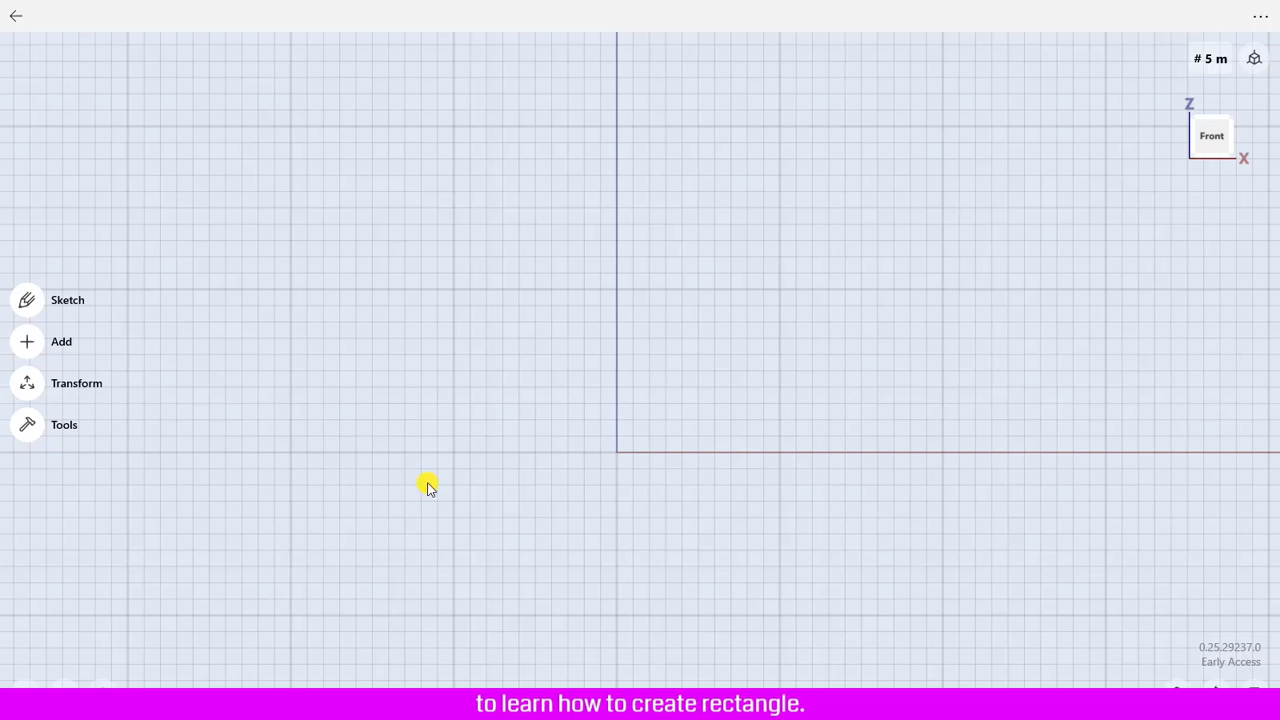 # 5 m
Z
Front
X
Sketch
Add
Transform
Tools
0.25.29237.0
Early Access
to learn how to create rectangle.